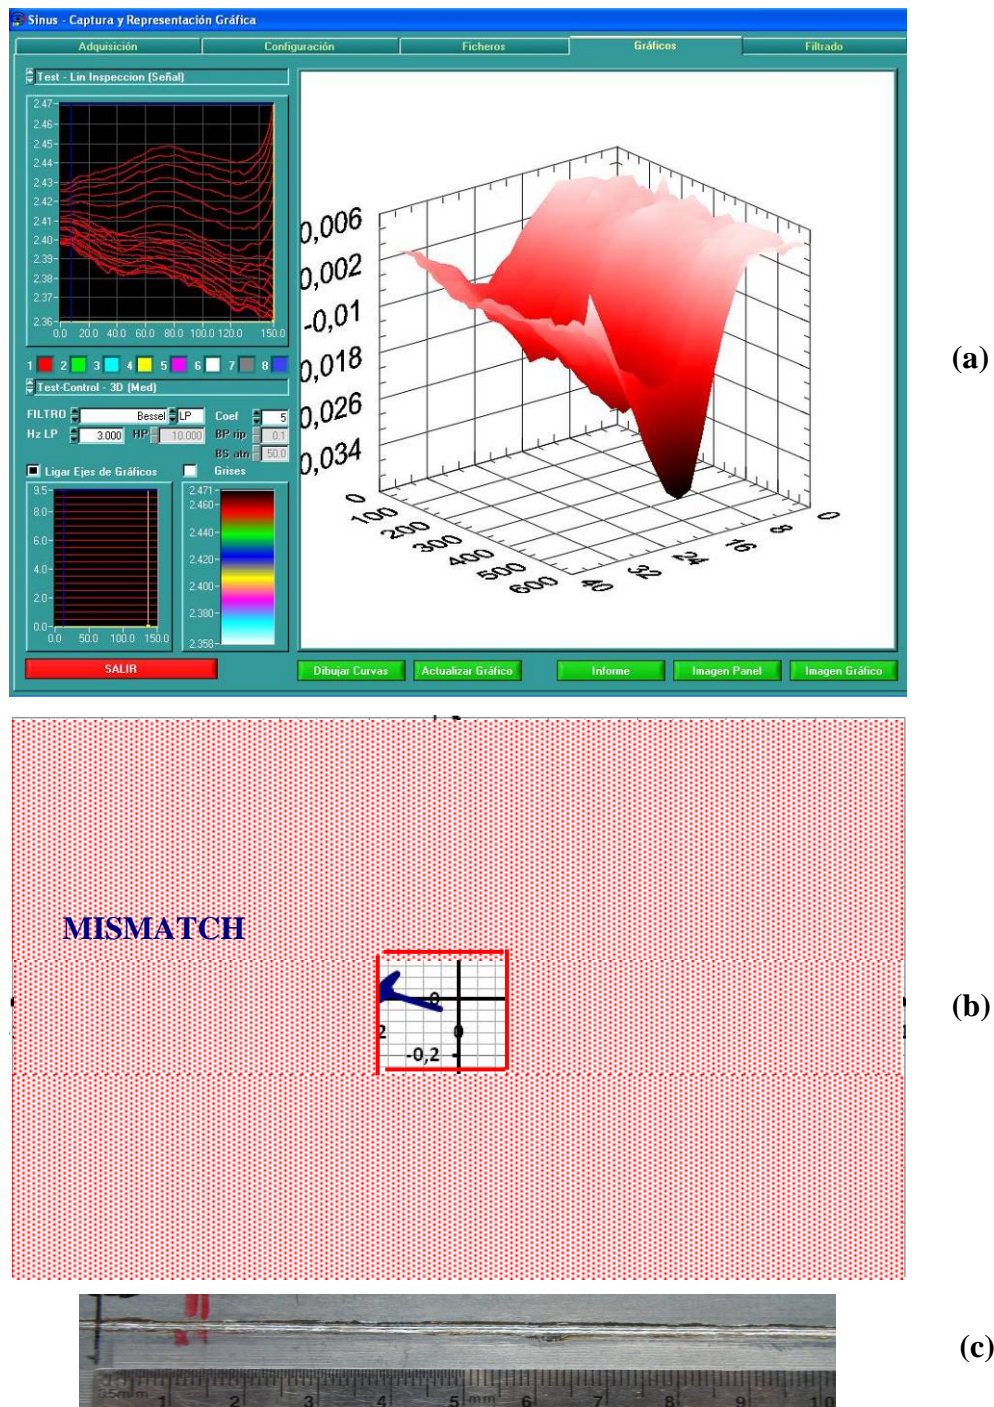 Sinus - Captura y Representación Gráfica
Adquisición Configuración Ficheros Gráficos Filtrado
Test - Lin Inspeccion (Señal)
2.47
2.46
2.45
2.44
2.43
2.42
2.41
2.40
2.39
2.38
2.37
2.36
0.0 20.0 40.0 60.0 80.0 100.0 120.0 150.0
1 2 3 4 5 6 7 8
Test-Control - 3D (Med)
FILTRO Bessel LP Coef 5
Hz LP 3.000 HP 10.000 BP rip 0.1
BS atn 50.0
Ligar Ejes de Gráficos Grises
9.5
8.0
6.0
4.0
2.0
0.0
0.0 50.0 100.0 150.0
2.471
2.460
2.440
2.420
2.400
2.380
2.358
SALIR
0,006
0,002
-0,01
0,018
0,026
0,034
0
100
200
300
400
500
600
40
32
24
16
8
0
Dibujar Curvas Actualizar Gráfico Informe Imagen Panel Imagen Gráfico
(a)
MISMATCH
0
2 0
-0,2
(b)
0.5mm
1 2 3 4 5 mm 6 7 8 9 10
(c)